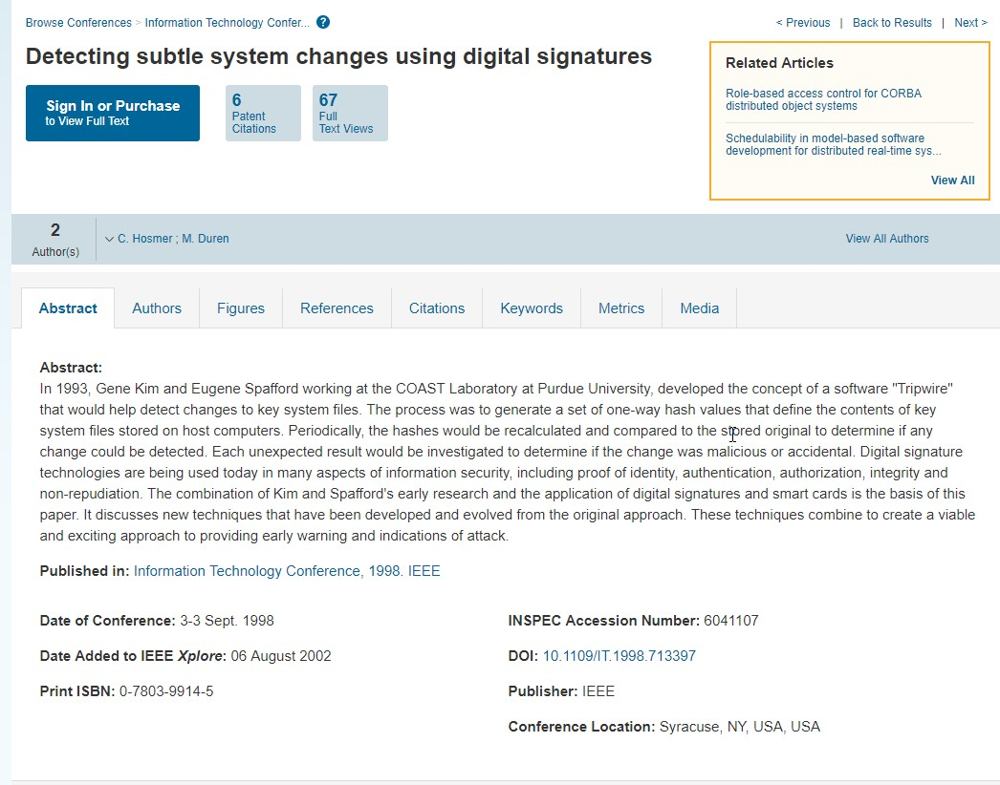 Browse Conferences > Information Technology Confer... ?
< Previous | Back to Results | Next >
Detecting subtle system changes using digital signatures
Sign In or Purchase
to View Full Text
6
Patent
Citations
67
Full
Text Views
Related Articles
Role-based access control for CORBA
distributed object systems
Schedulability in model-based software
development for distributed real-time sys...
View All
2
Author(s)
C. Hosmer ; M. Duren
View All Authors
Abstract Authors Figures References Citations Keywords Metrics Media
Abstract:
In 1993, Gene Kim and Eugene Spafford working at the COAST Laboratory at Purdue University, developed the concept of a software "Tripwire"
that would help detect changes to key system files. The process was to generate a set of one-way hash values that define the contents of key
system files stored on host computers. Periodically, the hashes would be recalculated and compared to the stored original to determine if any
change could be detected. Each unexpected result would be investigated to determine if the change was malicious or accidental. Digital signature
technologies are being used today in many aspects of information security, including proof of identity, authentication, authorization, integrity and
non-repudiation. The combination of Kim and Spafford's early research and the application of digital signatures and smart cards is the basis of this
paper. It discusses new techniques that have been developed and evolved from the original approach. These techniques combine to create a viable
and exciting approach to providing early warning and indications of attack.
Published in: Information Technology Conference, 1998. IEEE
Date of Conference: 3-3 Sept. 1998
Date Added to IEEE Xplore: 06 August 2002
Print ISBN: 0-7803-9914-5
INSPEC Accession Number: 6041107
DOI: 10.1109/IT.1998.713397
Publisher: IEEE
Conference Location: Syracuse, NY, USA, USA